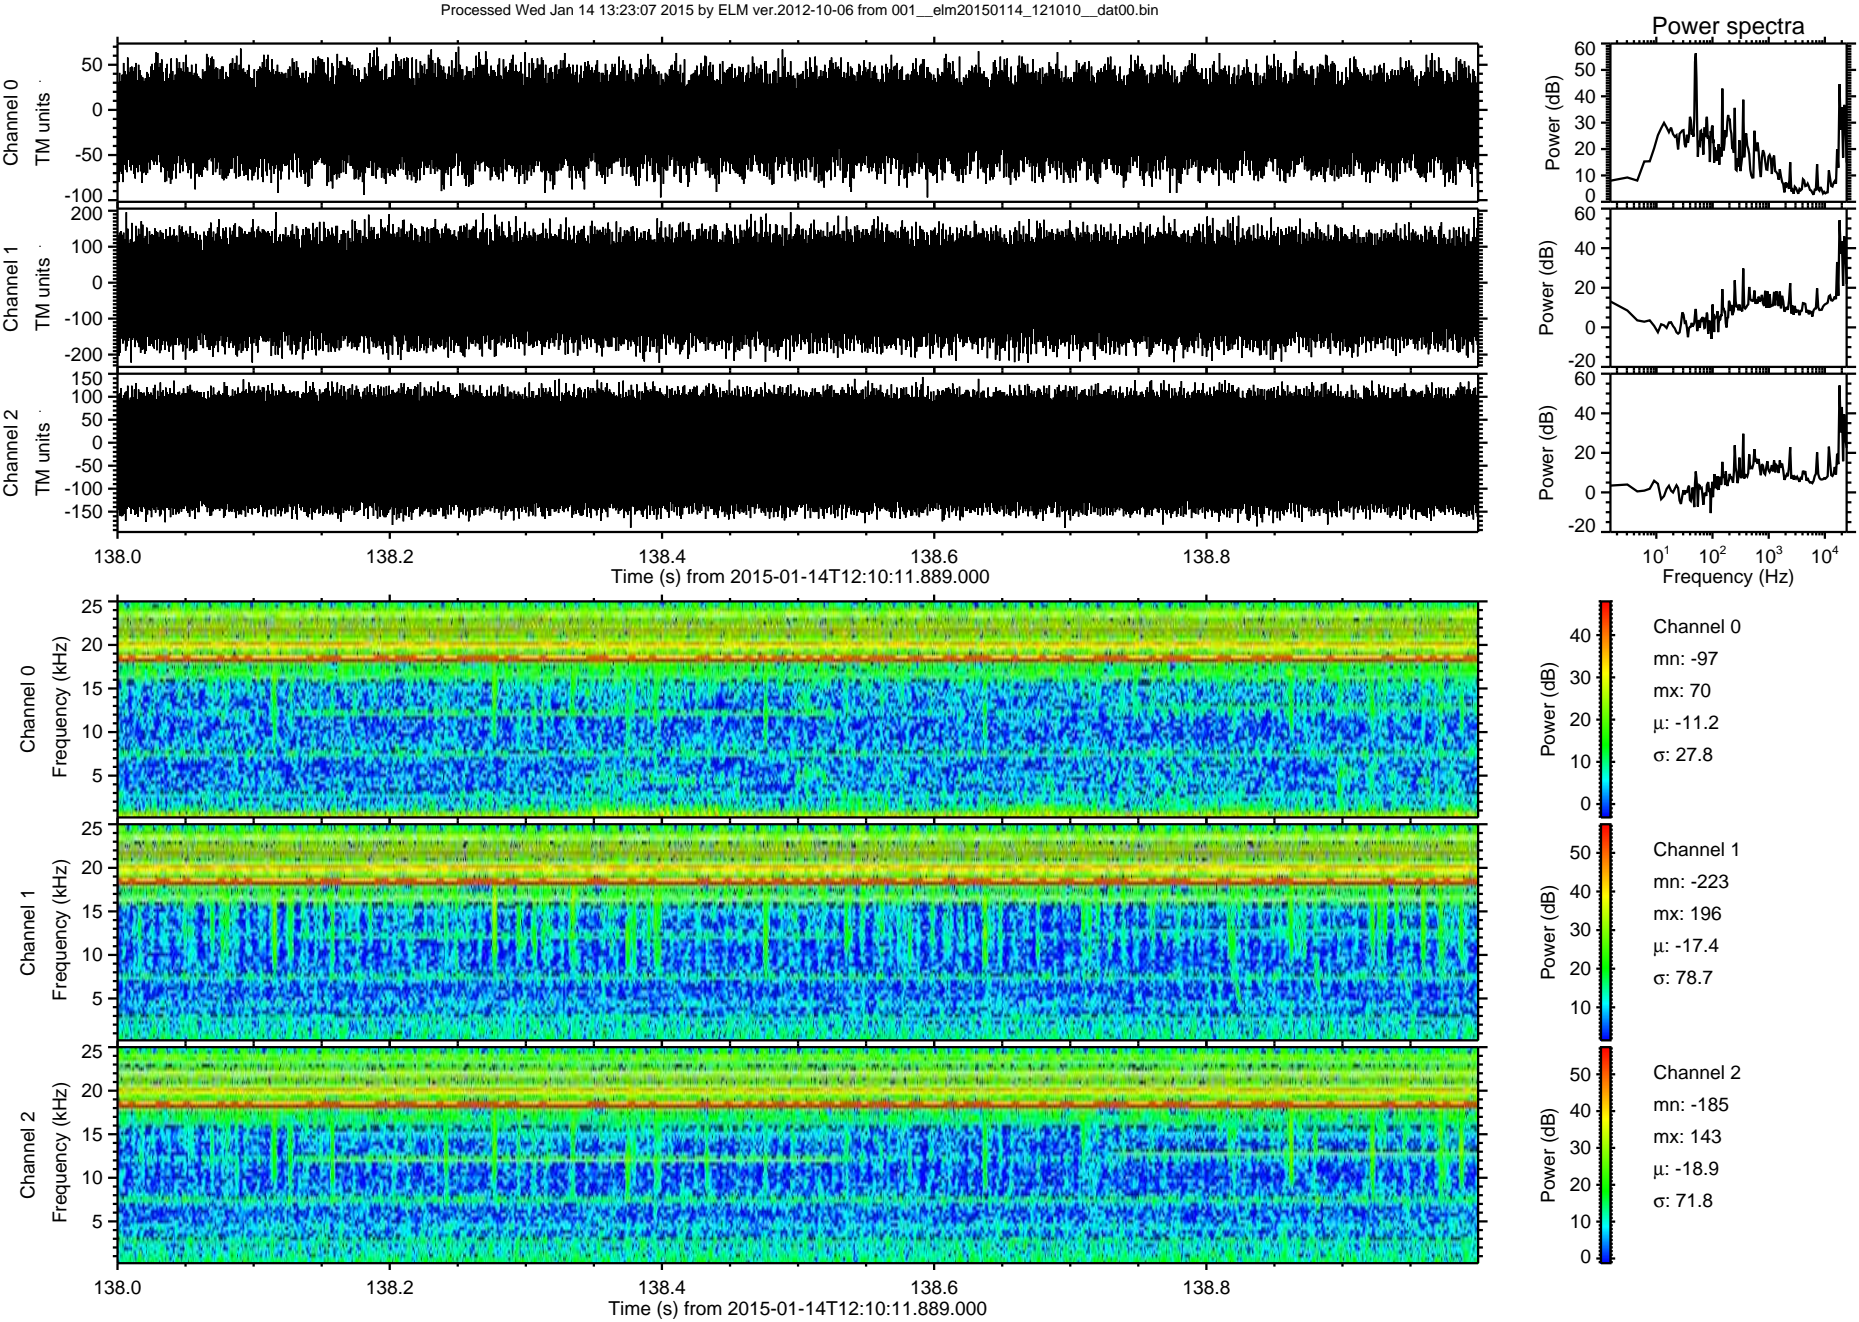 Processed Wed Jan 14 13:23:07 2015 by ELM ver.2012-10-06 from 001__elm20150114_121010__dat00.bin
Power spectra
Channel 0
TM units
50
0
-50
-100
Power (dB)
60
50
40
30
20
10
0
Channel 1
TM units
200
100
0
-100
-200
Power (dB)
60
40
20
0
-20
Channel 2
TM units
150
100
50
0
-50
-100
-150
Power (dB)
60
40
20
0
-20
138.0 138.2 138.4 138.6 138.8
Time (s) from 2015-01-14T12:10:11.889.000
10¹ 10² 10³ 10⁴
Frequency (Hz)
Channel 0
Frequency (kHz)
25
20
15
10
5
Power (dB)
40
30
20
10
0
Channel 0
mn: -97
mx: 70
μ: -11.2
σ: 27.8
Channel 1
Frequency (kHz)
25
20
15
10
5
Power (dB)
50
40
30
20
10
Channel 1
mn: -223
mx: 196
μ: -17.4
σ: 78.7
Channel 2
Frequency (kHz)
25
20
15
10
5
Power (dB)
50
40
30
20
10
0
Channel 2
mn: -185
mx: 143
μ: -18.9
σ: 71.8
138.0 138.2 138.4 138.6 138.8
Time (s) from 2015-01-14T12:10:11.889.000